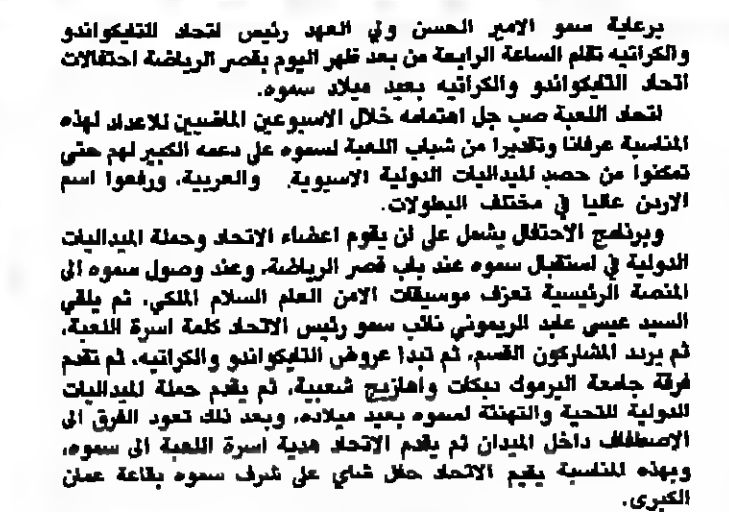 برعاية سمو الامير الحسن ولي العهد رئيس اتحاد التايكواندو
والكراتيه تقام الساعة الرابعة من بعد ظهر اليوم بقصر الرياضة احتفالات
اتحاد التايكواندو والكراتيه بعيد ميلاد سموه.
اتحاد اللعبة صب جل اهتمامه خلال الاسبوعين الماضيين للاعداد لهذه
المناسبة عرفانا وتقديرا من شباب اللعبة لسموه على دعمه الكبير لهم حتى
تمكنوا من حصد الميداليات الدولية الاسيوية. والعربية، ورفعوا اسم
الاردن عاليا في مختلف البطولات.
وبرنامج الاحتفال يشمل على ان يقوم اعضاء الاتحاد وحملة الميداليات
الدولية في استقبال سموه عند باب قصر الرياضة، وعند وصول سموه الى
المنصة الرئيسية تعزف موسيقات الامن العام السلام الملكي، ثم يلقي
السيد عيسى عابد الريموني نائب سمو رئيس الاتحاد كلمة اسرة اللعبة،
ثم يردد المشاركون القسم، ثم تبدا عروض التايكواندو والكراتيه، ثم تقدم
فرقة جامعة اليرموك دبكات واهازيج شعبية، ثم يقدم حملة الميداليات
الدولية التحية والتهنئة لسموه بعيد ميلاده، وبعد ذلك تعود الفرق الى
الاصطفاف داخل الميدان ثم يقدم الاتحاد هدية اسرة اللعبة الى سموه،
وبهذه المناسبة يقيم الاتحاد حفل شاي على شرف سموه بقاعة عمان
الكبرى.